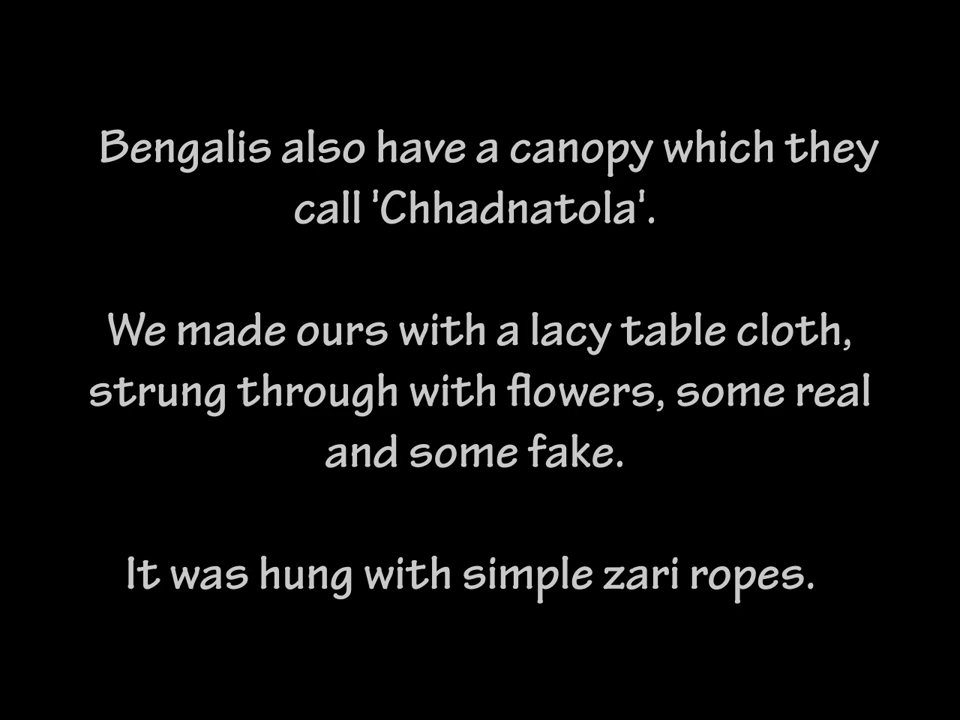 Bengalis also have a canopy which they
call 'Chhadnatola'.
We made ours with a lacy table cloth,
strung through with flowers, some real
and some fake.
It was hung with simple zari ropes.